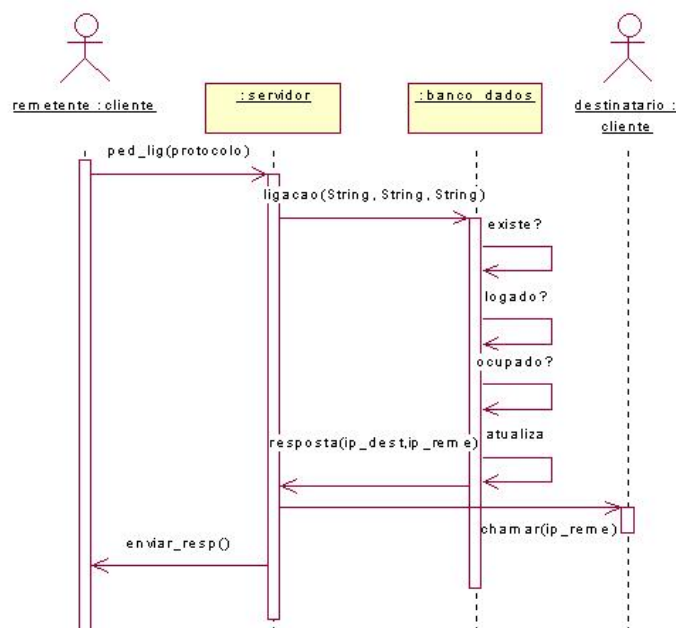 remetente :cliente
:servidor
:banco_dados
destinatario :
cliente
ped_lig(protocolo)
ligacao(String, String, String)
existe?
logado?
ocupado?
atualiza
resposta(ip_dest,ip_reme)
chamar(ip_reme)
enviar_resp()